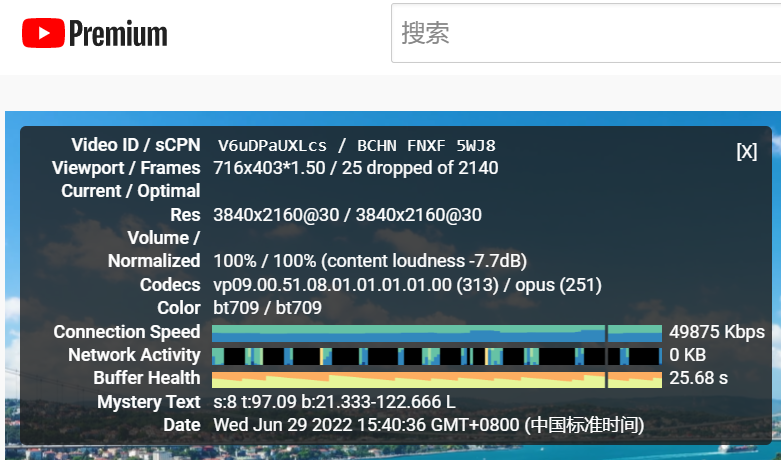 Premium
搜索
Video ID / sCPN V6uDPaUXLcs / BCHN FNXF 5WJ8
[X]
Viewport / Frames 716x403*1.50 / 25 dropped of 2140
Current / Optimal
Res 3840x2160@30 / 3840x2160@30
Volume /
Normalized 100% / 100% (content loudness -7.7dB)
Codecs vp09.00.51.08.01.01.01.01.00 (313) / opus (251)
Color bt709 / bt709
Connection Speed 49875 Kbps
Network Activity 0 KB
Buffer Health 25.68 s
Mystery Text s:8 t:97.09 b:21.333-122.666 L
Date Wed Jun 29 2022 15:40:36 GMT+0800 (中国标准时间)